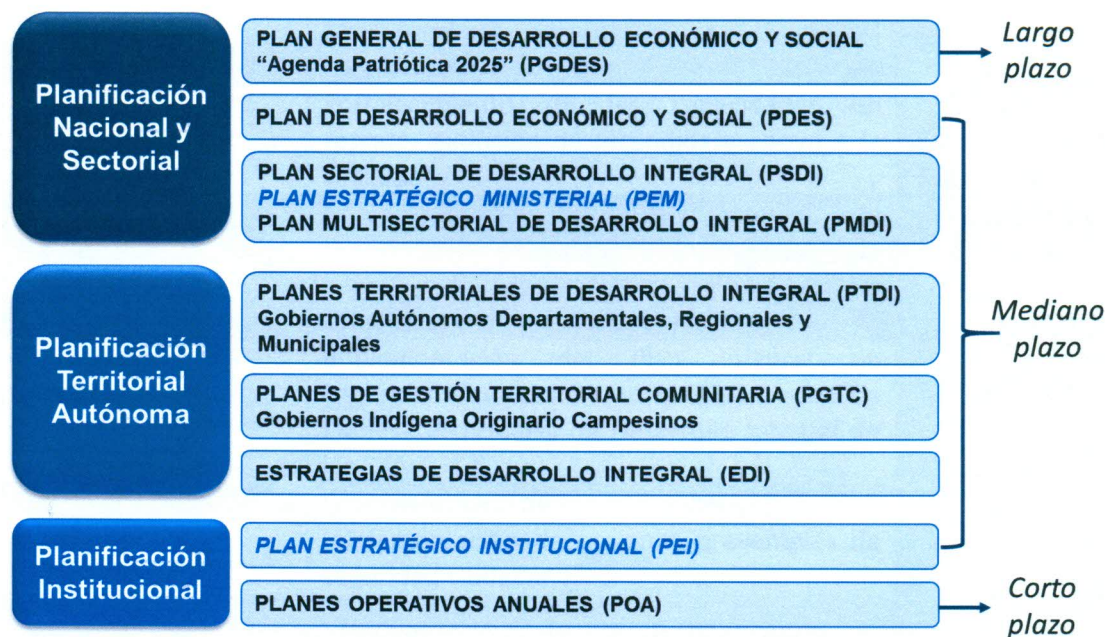 Planificación
Nacional y
Sectorial
PLAN GENERAL DE DESARROLLO ECONÓMICO Y SOCIAL
“Agenda Patriótica 2025” (PGDES)
Largo
plazo
PLAN DE DESARROLLO ECONÓMICO Y SOCIAL (PDES)
PLAN SECTORIAL DE DESARROLLO INTEGRAL (PSDI)
PLAN ESTRATÉGICO MINISTERIAL (PEM)
PLAN MULTISECTORIAL DE DESARROLLO INTEGRAL (PMDI)
Planificación
Territorial
Autónoma
PLANES TERRITORIALES DE DESARROLLO INTEGRAL (PTDI)
Gobiernos Autónomos Departamentales, Regionales y
Municipales
PLANES DE GESTIÓN TERRITORIAL COMUNITARIA (PGTC)
Gobiernos Indígena Originario Campesinos
ESTRATEGIAS DE DESARROLLO INTEGRAL (EDI)
Mediano
plazo
Planificación
Institucional
PLAN ESTRATÉGICO INSTITUCIONAL (PEI)
PLANES OPERATIVOS ANUALES (POA)
Corto
plazo